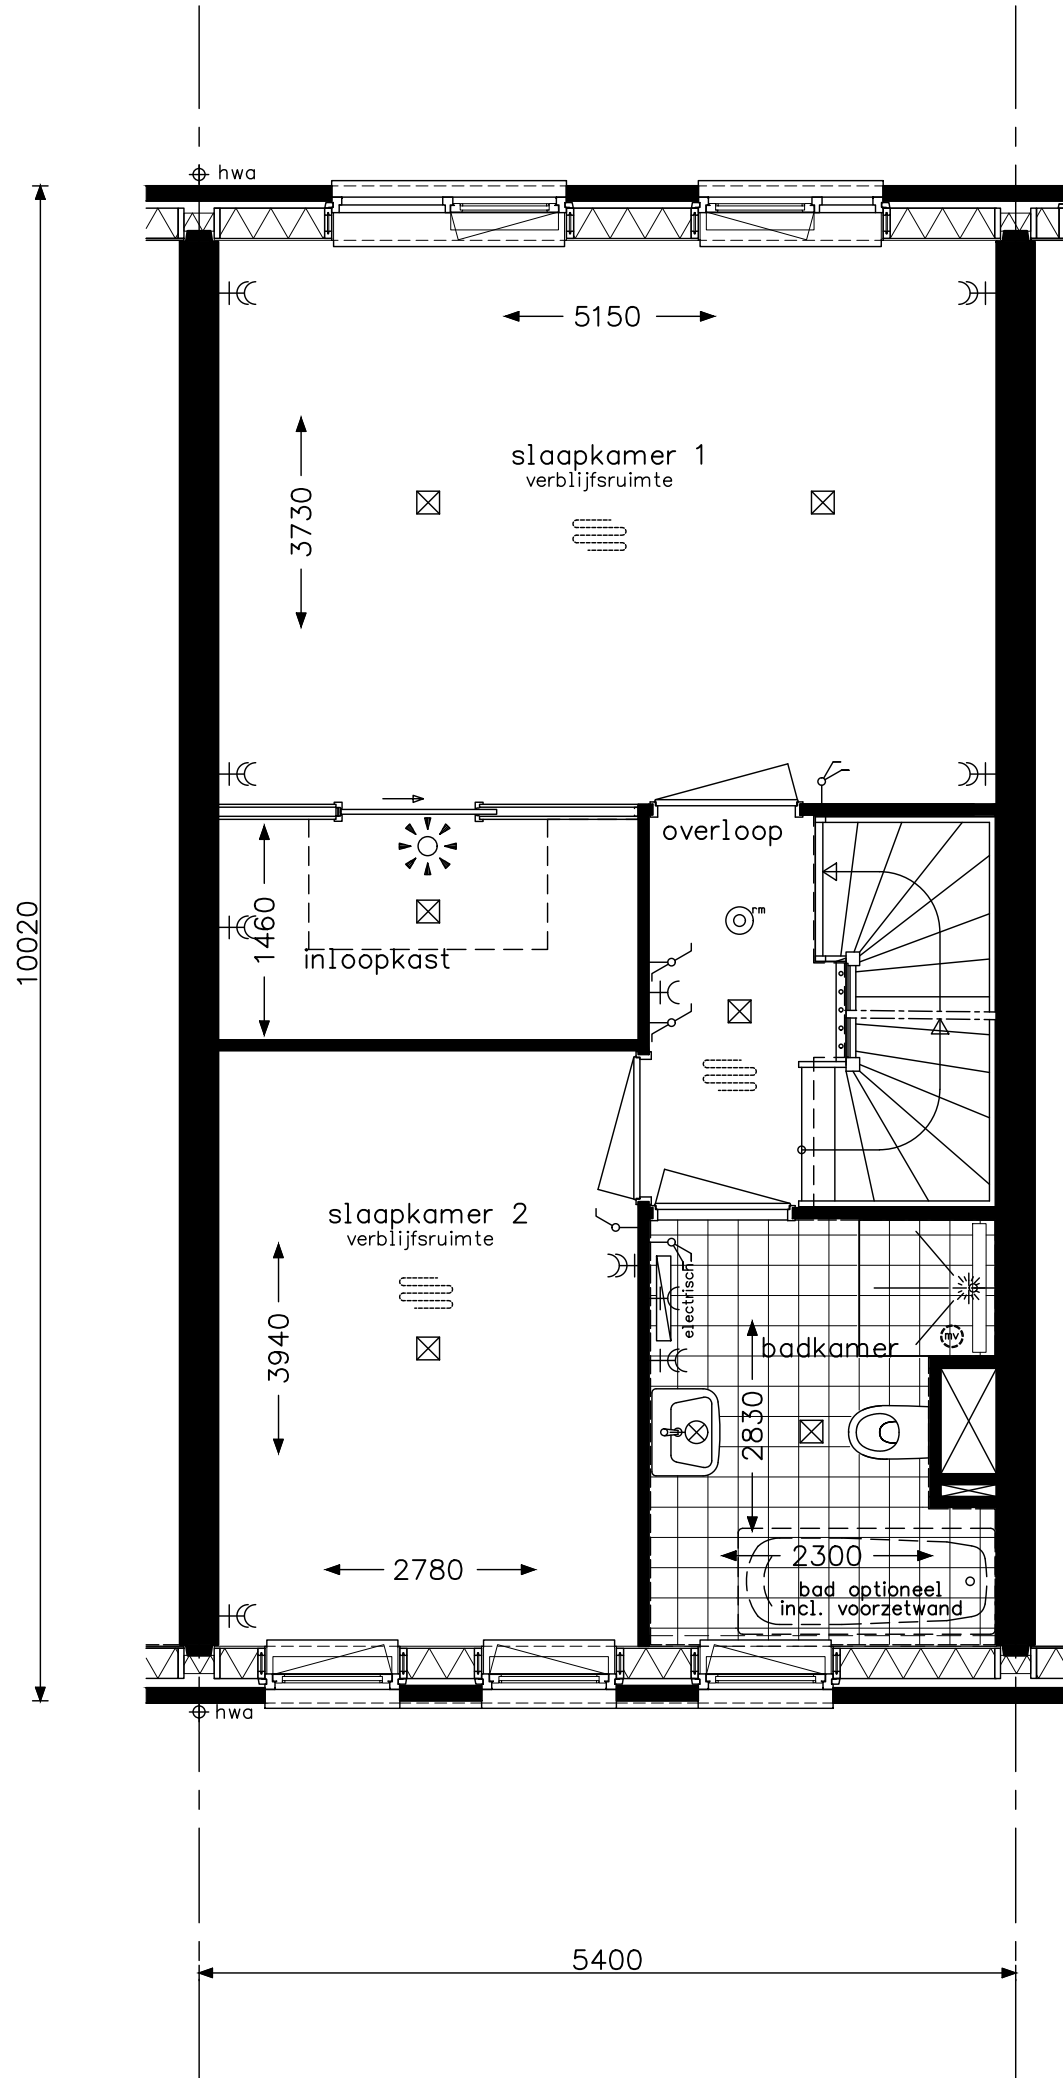 hwa
5150
slaapkamer 1
verblijfsruimte
3730
overloop
rm
10020
1460
inloopkast
slaapkamer 2
verblijfsruimte
electrisch
mv
3940
badkamer
2830
2780
2300
bad optioneel
incl. voorzetwand
hwa
5400